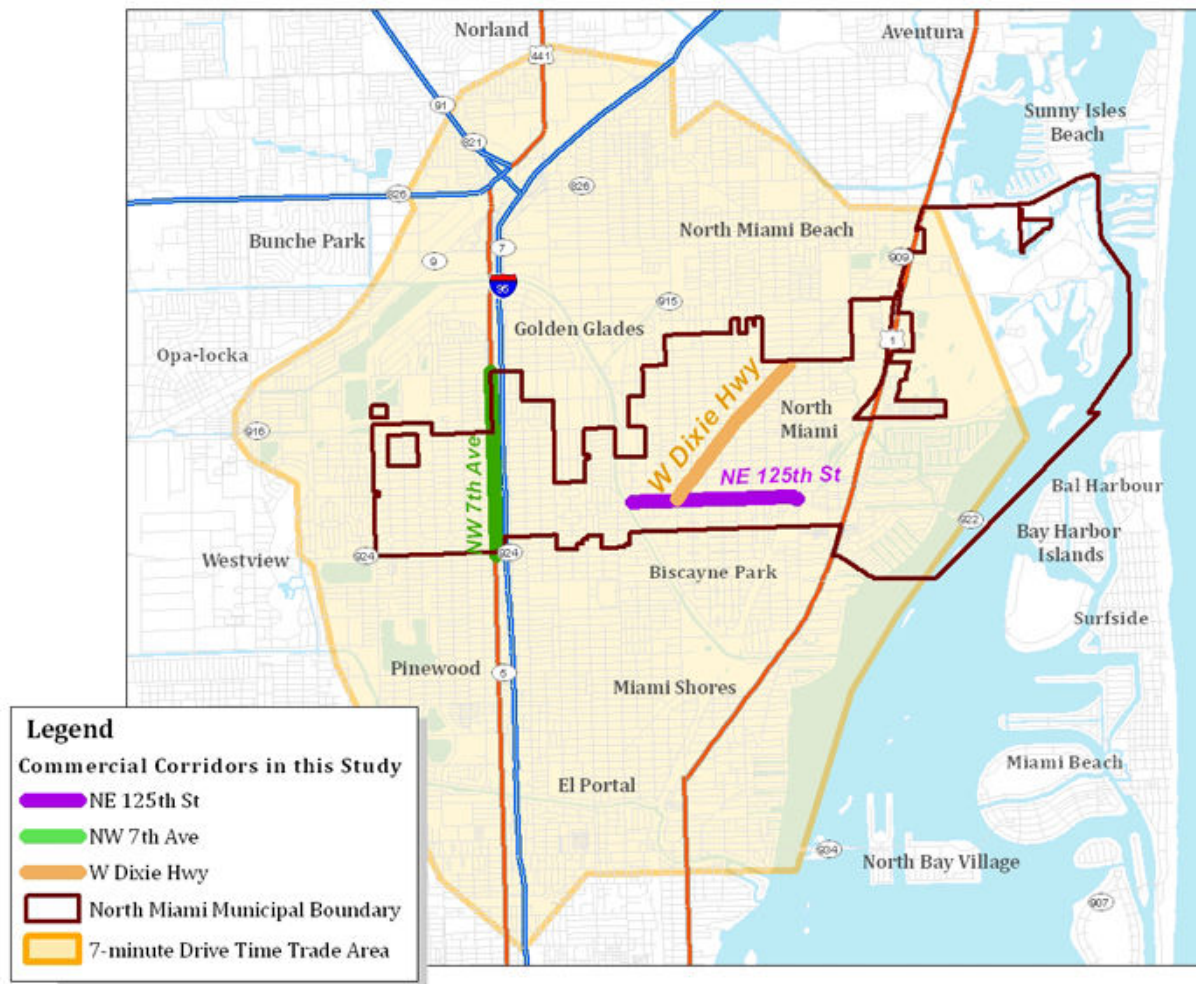 Norland
Aventura
441
91
Sunny Isles
Beach
821
826
826
North Miami Beach
Bunche Park
7
9
909
95
915
Golden Glades
1
Opa-locka
W Dixie Hwy
North
Miami
916
NW 7th Ave
NE 125th St
Bal Harbour
922
Bay Harbor
Islands
924
924
Westview
Biscayne Park
Surfside
Pinewood
5
Miami Shores
Legend
Commercial Corridors in this Study
NE 125th St
NW 7th Ave
W Dixie Hwy
North Miami Municipal Boundary
7-minute Drive Time Trade Area
Miami Beach
El Portal
934
North Bay Village
907